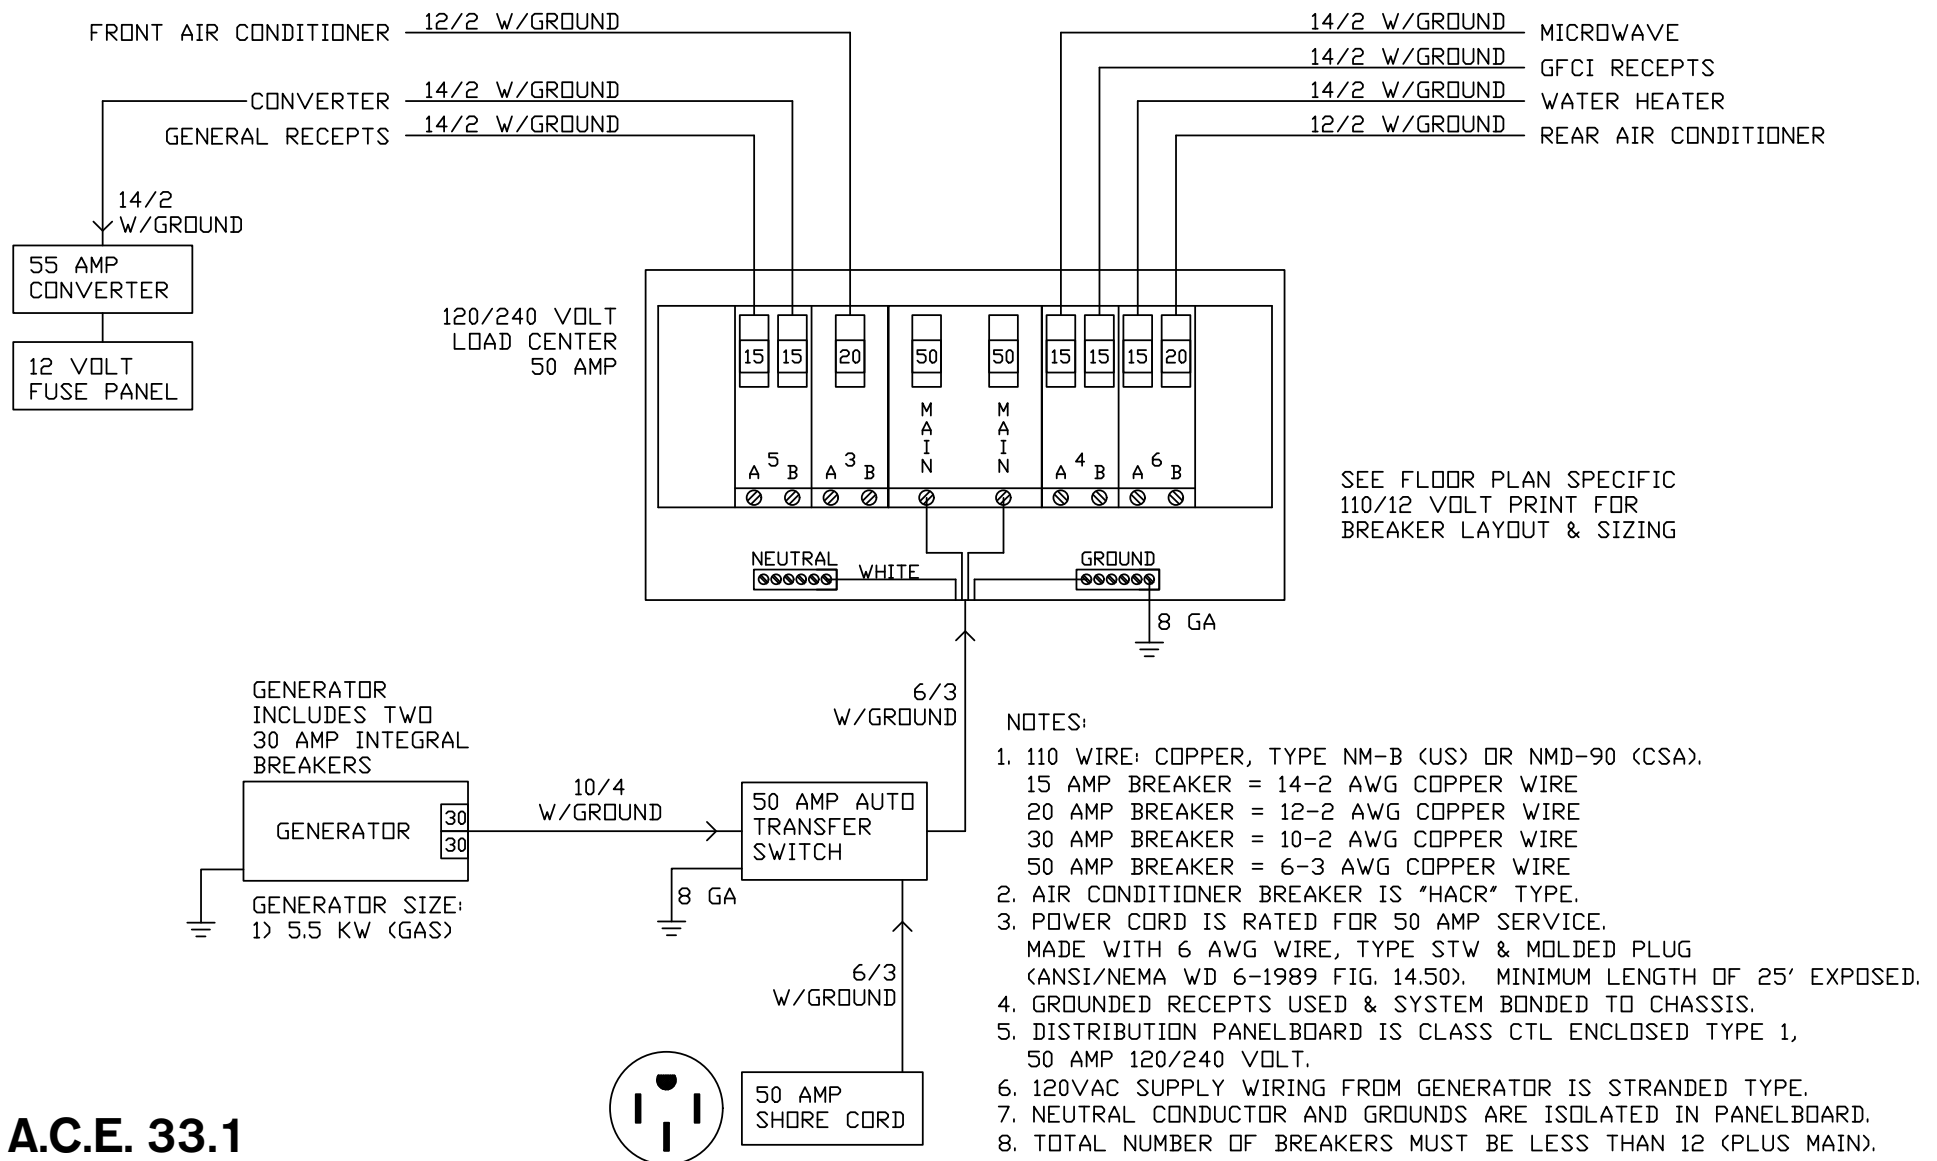 FRONT AIR CONDITIONER
12/2 W/GROUND
CONVERTER
14/2 W/GROUND
GENERAL RECEPTS
14/2 W/GROUND
14/2 W/GROUND
MICROWAVE
14/2 W/GROUND
GFCI RECEPTS
14/2 W/GROUND
WATER HEATER
12/2 W/GROUND
REAR AIR CONDITIONER
14/2
W/GROUND
55 AMP
CONVERTER
12 VOLT
FUSE PANEL
120/240 VOLT
LOAD CENTER
50 AMP
15 15 20 50 50 15 15 15 20
MAIN
MAIN
A 5 B
A 3 B
A 4 B
A 6 B
NEUTRAL
WHITE
GROUND
8 GA
SEE FLOOR PLAN SPECIFIC
110/12 VOLT PRINT FOR
BREAKER LAYOUT & SIZING
6/3
W/GROUND
GENERATOR
INCLUDES TWO
30 AMP INTEGRAL
BREAKERS
GENERATOR
30
30
10/4
W/GROUND
50 AMP AUTO
TRANSFER
SWITCH
8 GA
GENERATOR SIZE:
1) 5.5 KW (GAS)
6/3
W/GROUND
50 AMP
SHORE CORD
NOTES:
1. 110 WIRE: COPPER, TYPE NM-B (US) OR NMD-90 (CSA).
15 AMP BREAKER = 14-2 AWG COPPER WIRE
20 AMP BREAKER = 12-2 AWG COPPER WIRE
30 AMP BREAKER = 10-2 AWG COPPER WIRE
50 AMP BREAKER = 6-3 AWG COPPER WIRE
2. AIR CONDITIONER BREAKER IS "HACR" TYPE.
3. POWER CORD IS RATED FOR 50 AMP SERVICE.
MADE WITH 6 AWG WIRE, TYPE STW & MOLDED PLUG
(ANSI/NEMA WD 6-1989 FIG. 14.50). MINIMUM LENGTH OF 25' EXPOSED.
4. GROUNDED RECEPTS USED & SYSTEM BONDED TO CHASSIS.
5. DISTRIBUTION PANELBOARD IS CLASS CTL ENCLOSED TYPE 1,
50 AMP 120/240 VOLT.
6. 120VAC SUPPLY WIRING FROM GENERATOR IS STRANDED TYPE.
7. NEUTRAL CONDUCTOR AND GROUNDS ARE ISOLATED IN PANELBOARD.
8. TOTAL NUMBER OF BREAKERS MUST BE LESS THAN 12 (PLUS MAIN).
A.C.E. 33.1